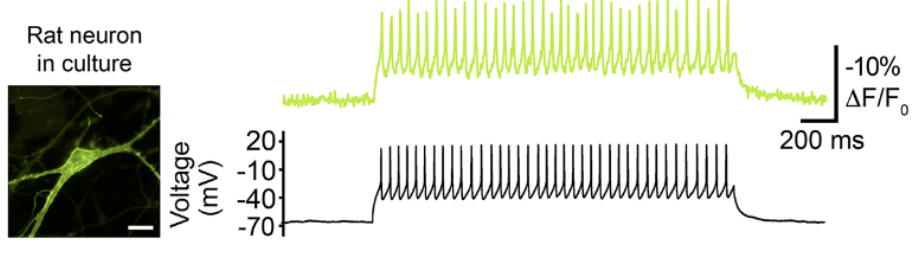 Rat neuron
in culture
-10%
ΔF/F0
200 ms
Voltage
(mV)
20
-10
-40
-70